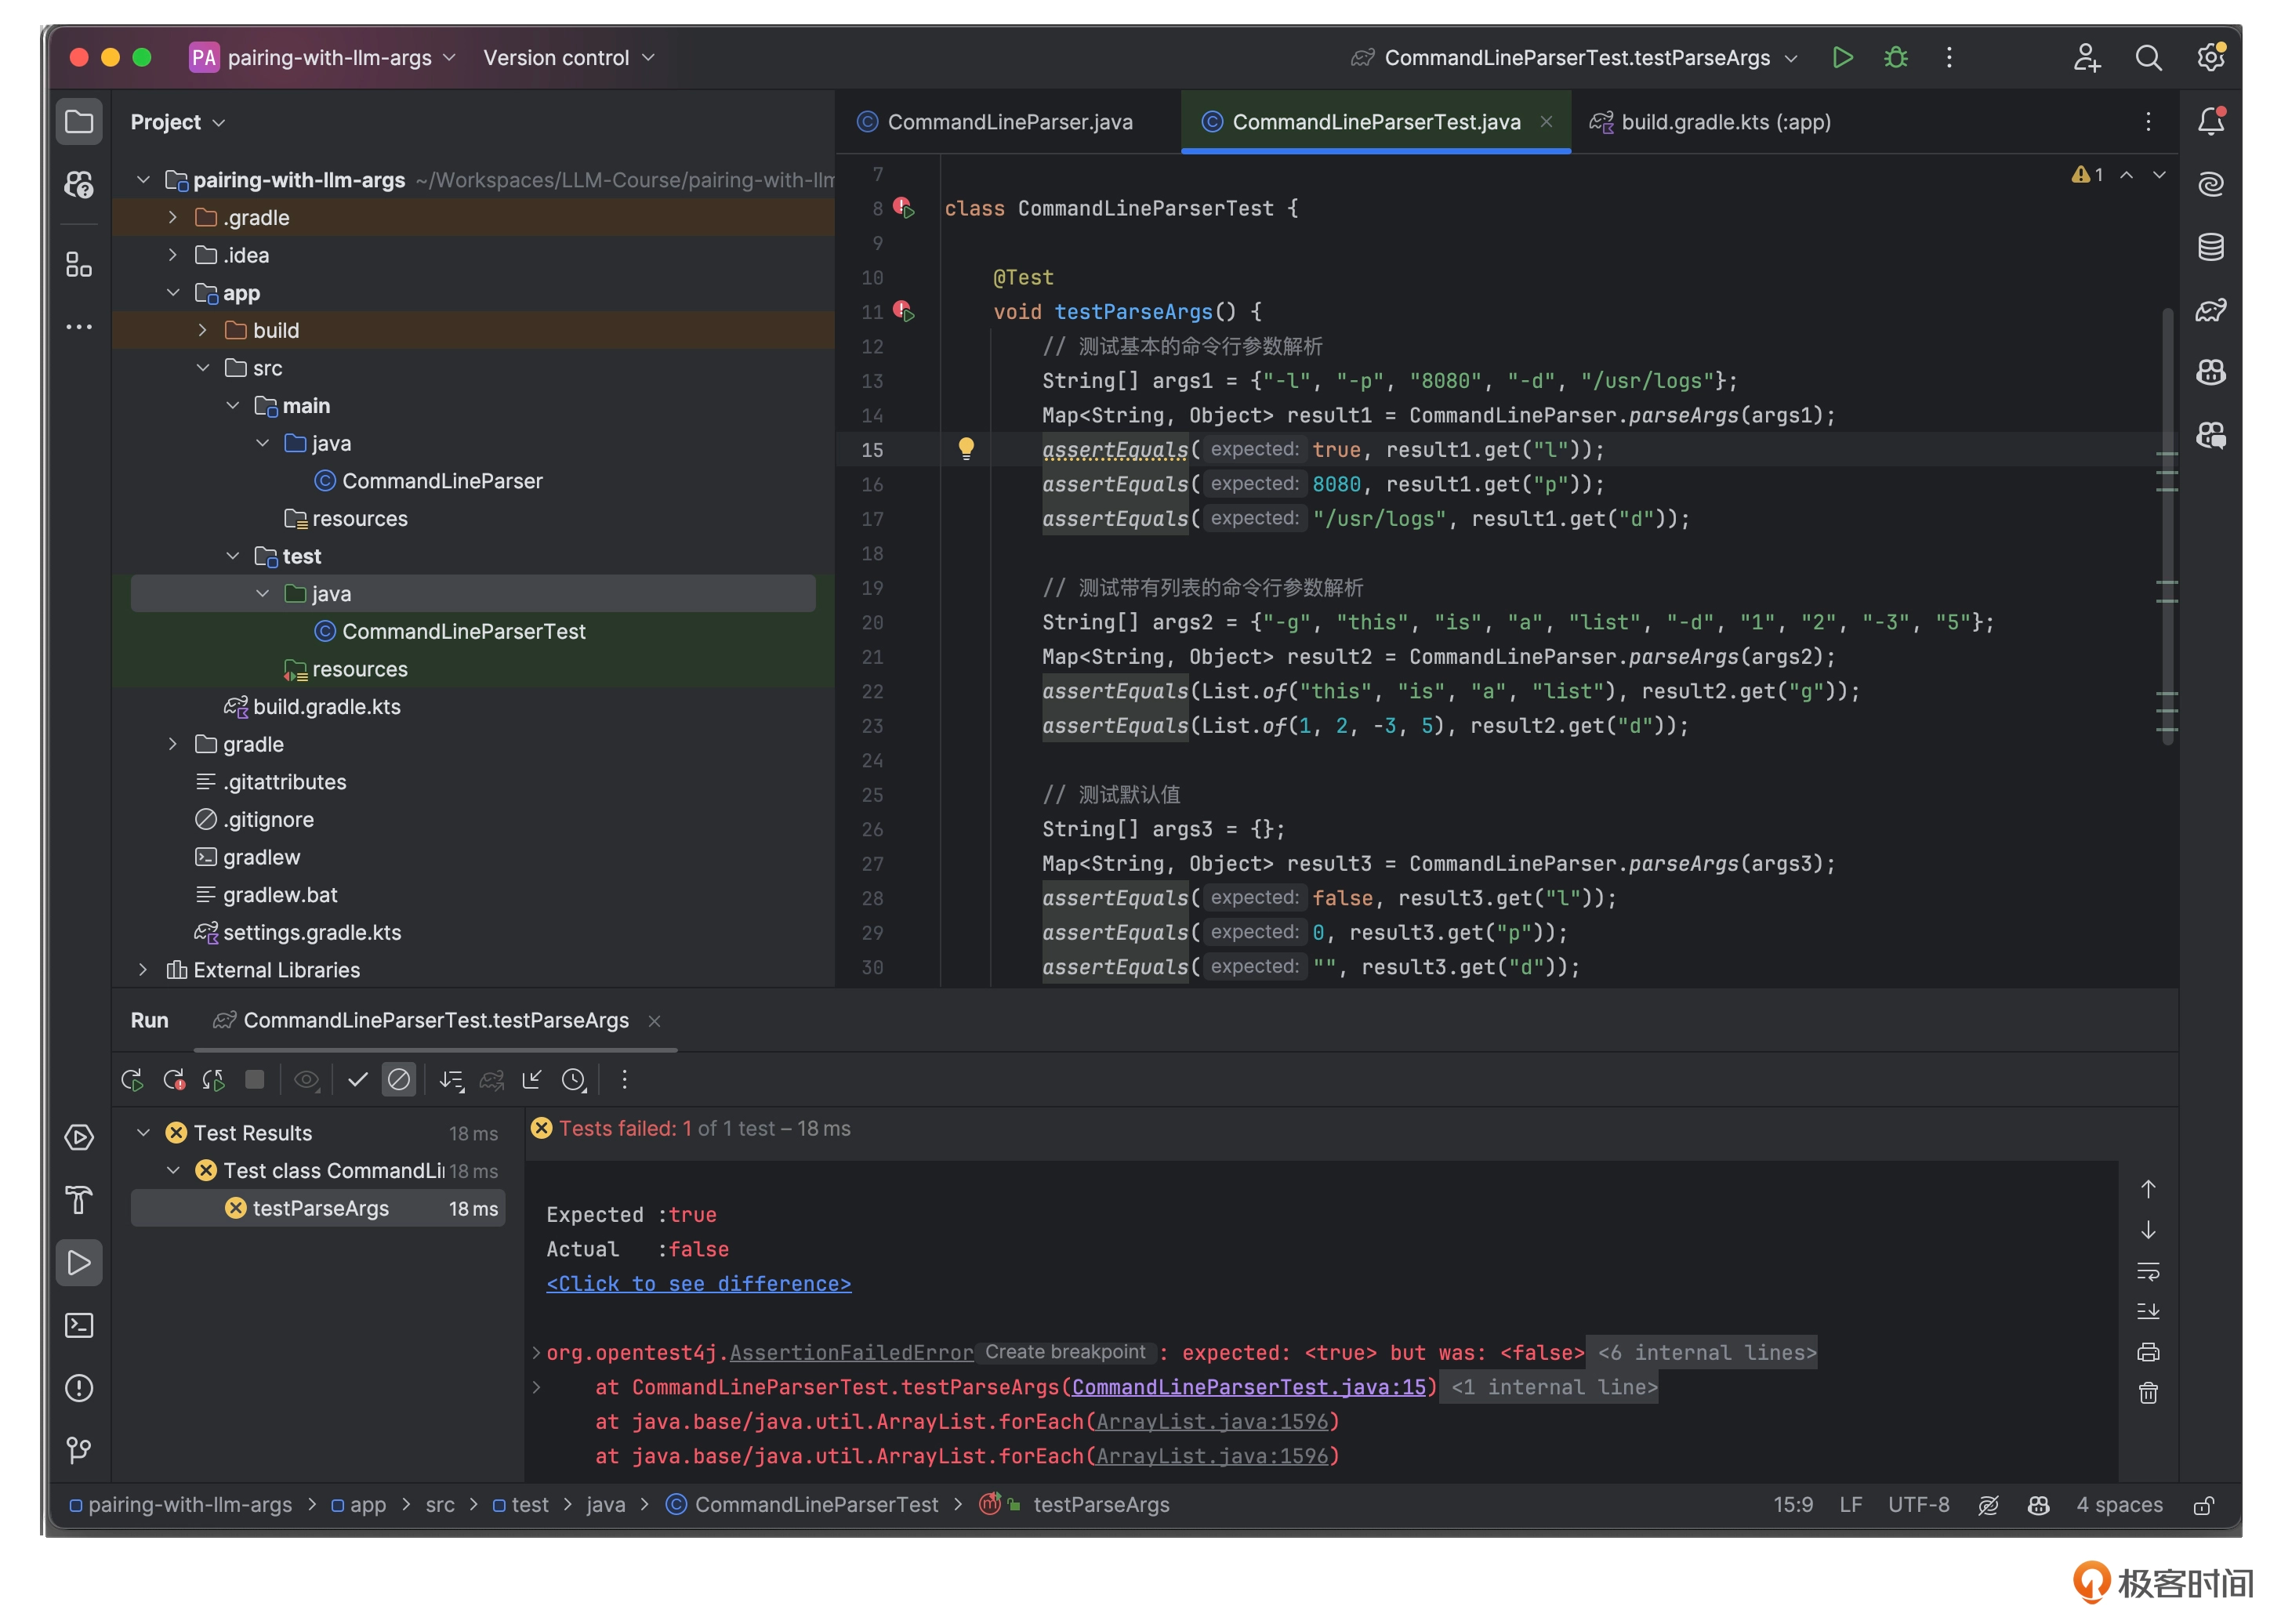 PA pairing-with-llm-args Version control CommandLineParserTest.testParseArgs
Project
pairing-with-llm-args ~/Workspaces/LLM-Course/pairing-with-llm
.gradle
.idea
app
build
src
main
java
CommandLineParser
resources
test
java
CommandLineParserTest
resources
build.gradle.kts
gradle
.gitattributes
.gitignore
gradlew
gradlew.bat
settings.gradle.kts
External Libraries
CommandLineParser.java CommandLineParserTest.java build.gradle.kts (:app)
1
7
8 class CommandLineParserTest {
9
10 @Test
11 void testParseArgs() {
12 // 测试基本的命令行参数解析
13 String[] args1 = {"-l", "-p", "8080", "-d", "/usr/logs"};
14 Map<String, Object> result1 = CommandLineParser.parseArgs(args1);
15 assertEquals( expected: true, result1.get("l"));
16 assertEquals( expected: 8080, result1.get("p"));
17 assertEquals( expected: "/usr/logs", result1.get("d"));
18
19 // 测试带有列表的命令行参数解析
20 String[] args2 = {"-g", "this", "is", "a", "list", "-d", "1", "2", "-3", "5"};
21 Map<String, Object> result2 = CommandLineParser.parseArgs(args2);
22 assertEquals(List.of("this", "is", "a", "list"), result2.get("g"));
23 assertEquals(List.of(1, 2, -3, 5), result2.get("d"));
24
25 // 测试默认值
26 String[] args3 = {};
27 Map<String, Object> result3 = CommandLineParser.parseArgs(args3);
28 assertEquals( expected: false, result3.get("l"));
29 assertEquals( expected: 0, result3.get("p"));
30 assertEquals( expected: "", result3.get("d"));
Run CommandLineParserTest.testParseArgs
Test Results 18 ms
Test class CommandLi 18 ms
testParseArgs 18 ms
Tests failed: 1 of 1 test – 18 ms
Expected :true
Actual :false
<Click to see difference>
org.opentest4j.AssertionFailedError Create breakpoint : expected: <true> but was: <false> <6 internal lines>
at CommandLineParserTest.testParseArgs(CommandLineParserTest.java:15) <1 internal line>
at java.base/java.util.ArrayList.forEach(ArrayList.java:1596)
at java.base/java.util.ArrayList.forEach(ArrayList.java:1596)
pairing-with-llm-args > app > src > test > java > CommandLineParserTest > testParseArgs 15:9 LF UTF-8 4 spaces
极客时间